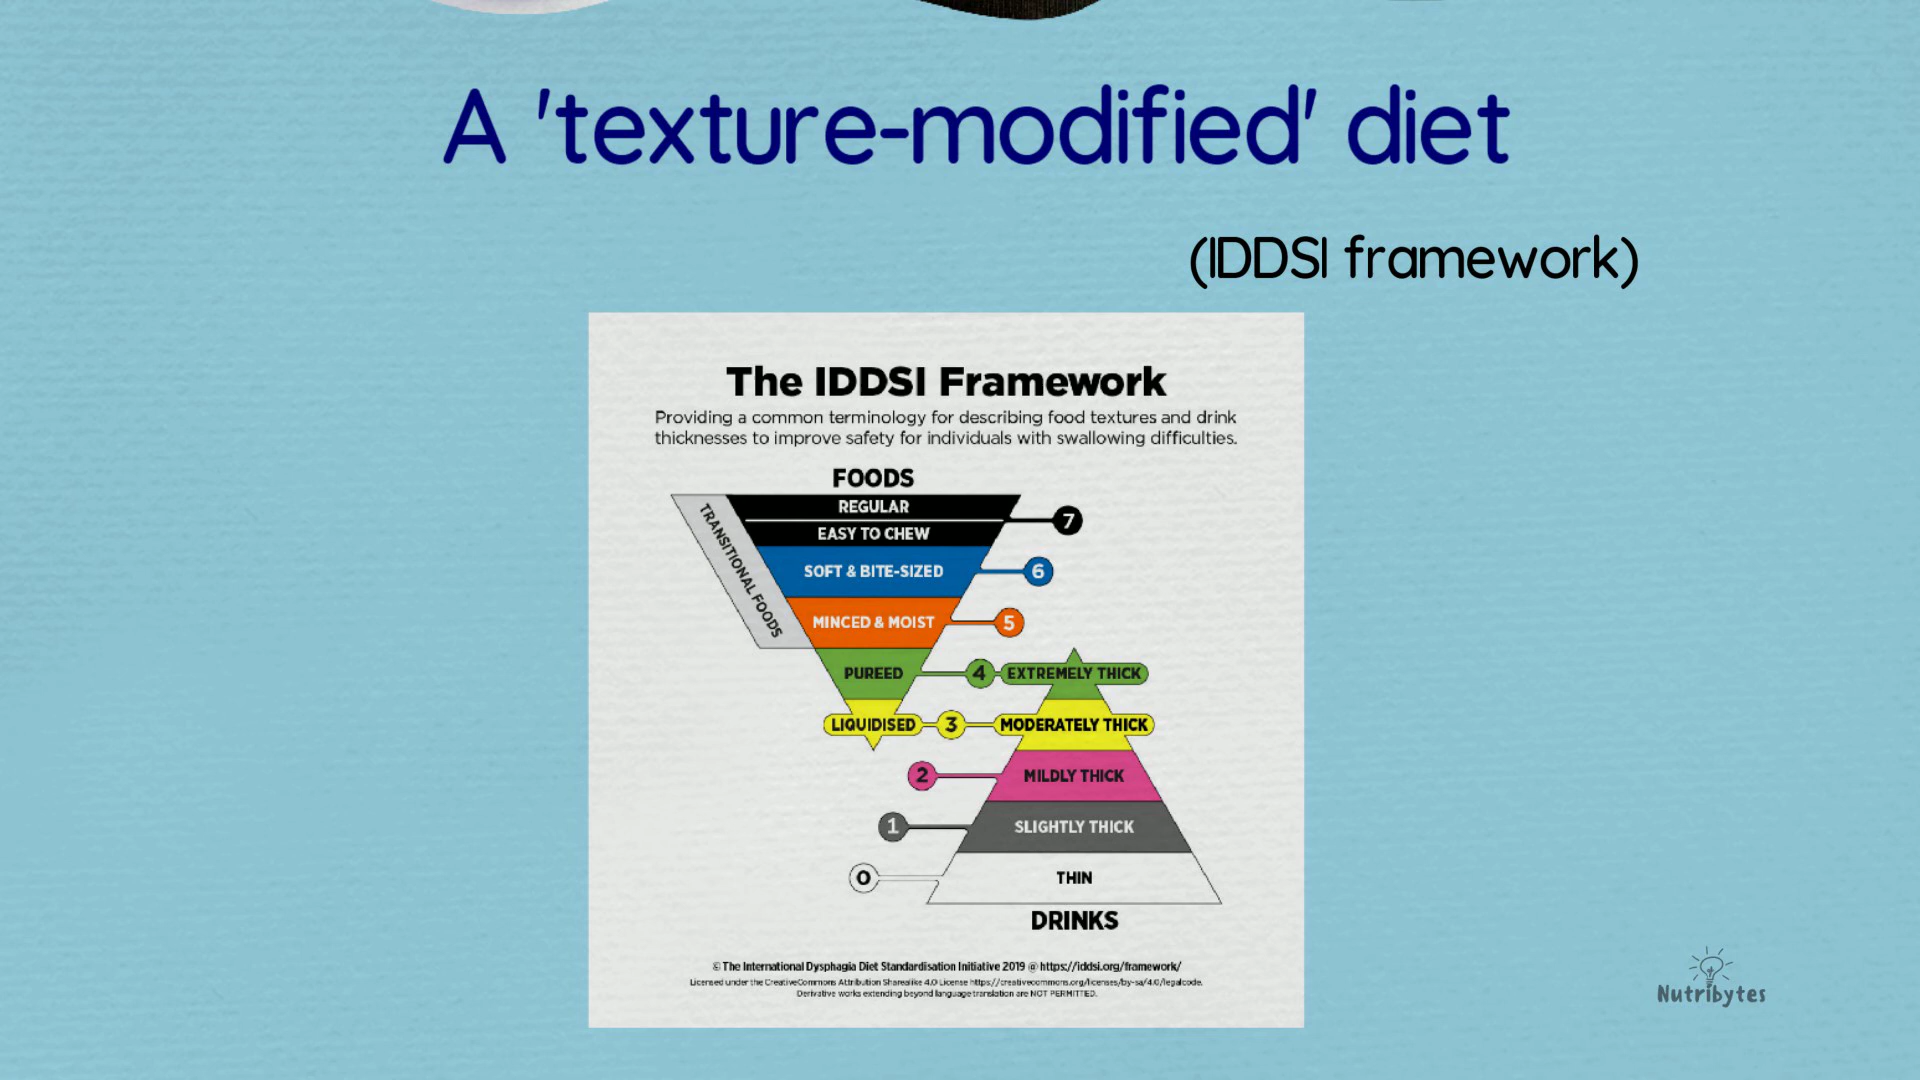 A 'texture-modified' diet
(IDDSI framework)
The IDDSI Framework
Providing a common terminology for describing food textures and drink
thicknesses to improve safety for individuals with swallowing difficulties.
FOODS
TRANSITIONAL FOODS
REGULAR
EASY TO CHEW
7
SOFT & BITE-SIZED
6
MINCED & MOIST
5
PUREED 4 EXTREMELY THICK
LIQUIDISED 3 MODERATELY THICK
2 MILDLY THICK
1 SLIGHTLY THICK
0 THIN
DRINKS
© The International Dysphagia Diet Standardisation Initiative 2019 @ https://iddsi.org/framework/
Licensed under the CreativeCommons Attribution Sharealike 4.0 License https://creativecommons.org/licenses/by-sa/4.0/legalcode.
Derivative works extending beyond language translation are NOT PERMITTED.
Nutribytes